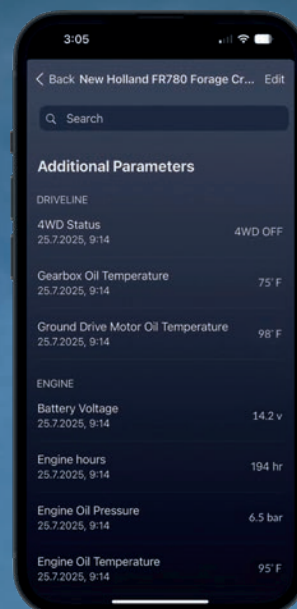 3:05
Back New Holland FR780 Forage Cr... Edit
Search
Additional Parameters
DRIVELINE
4WD Status
4WD OFF
25.7.2025, 9:14
Gearbox Oil Temperature
75°F
25.7.2025, 9:14
Ground Drive Motor Oil Temperature
98°F
25.7.2025, 9:14
ENGINE
Battery Voltage
14.2 v
25.7.2025, 9:14
Engine hours
194 hr
25.7.2025, 9:14
Engine Oil Pressure
6.5 bar
25.7.2025, 9:14
Engine Oil Temperature
95°F
25.7.2025, 9:14